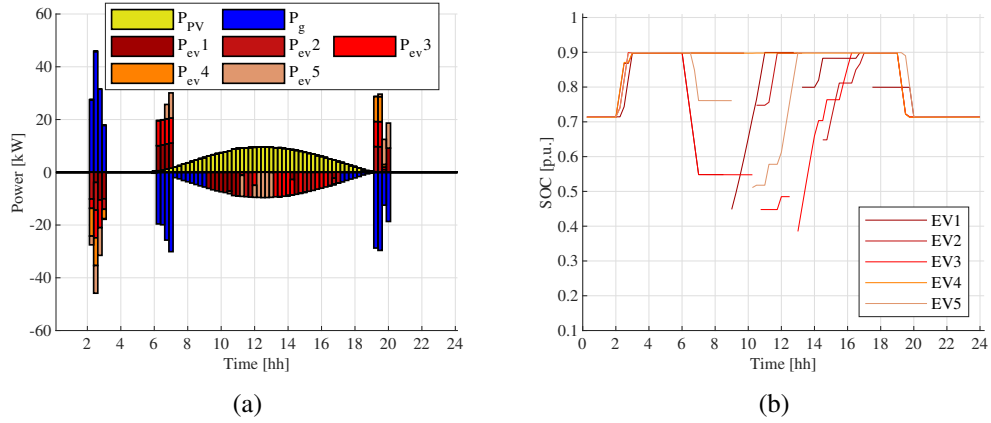 P_PV P_g
P_ev1 P_ev2 P_ev3
P_ev4 P_ev5
60
40
20
0
-20
-40
-60
Power [kW]
2 4 6 8 10 12 14 16 18 20 22 24
Time [hh]
(a)
1
0.9
0.8
0.7
0.6
0.5
0.4
0.3
0.2
0.1
SOC [p.u.]
EV1
EV2
EV3
EV4
EV5
0 2 4 6 8 10 12 14 16 18 20 22 24
Time [hh]
(b)